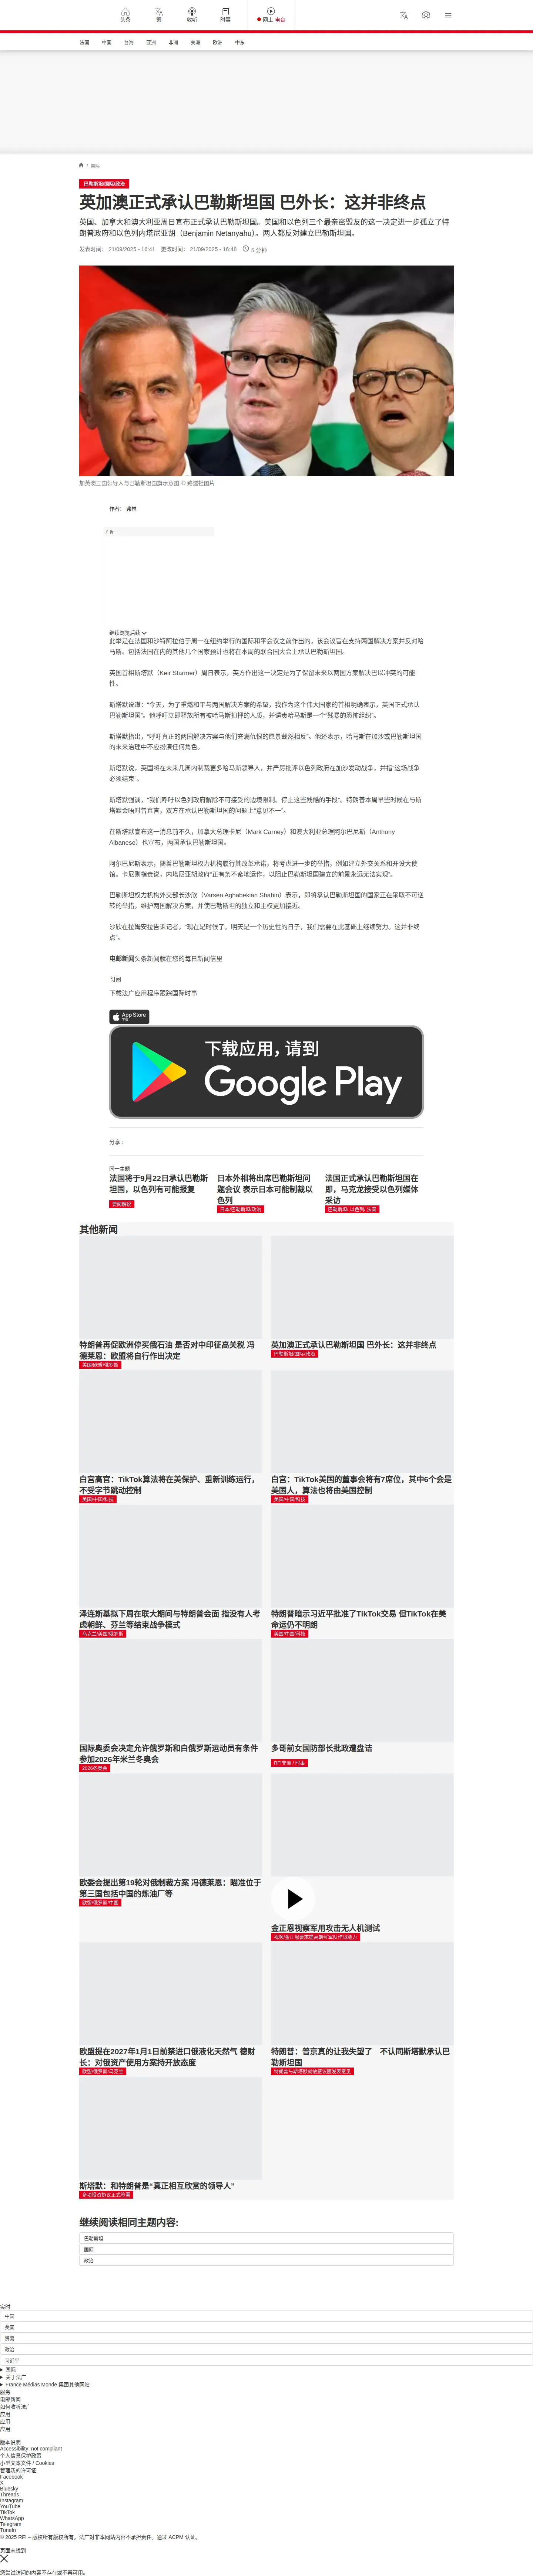 头条
繁
收听
时事
网上 电台
法国
中国
台海
亚洲
非洲
美洲
欧洲
中东
/ 国际
巴勒斯坦/国际/政治
英加澳正式承认巴勒斯坦国 巴外长：这并非终点
英国、加拿大和澳大利亚周日宣布正式承认巴勒斯坦国。美国和以色列三个最亲密盟友的这一决定进一步孤立了特
朗普政府和以色列内塔尼亚胡（Benjamin Netanyahu）。两人都反对建立巴勒斯坦国。
发表时间： 21/09/2025 - 16:41 更改时间： 21/09/2025 - 16:48 5 分钟
加英澳三国领导人与巴勒斯坦国旗示意图 © 路透社图片
作者： 弗林
广告
继续浏览后续
此举是在法国和沙特阿拉伯于周一在纽约举行的国际和平会议之前作出的，该会议旨在支持两国解决方案并反对哈
马斯，包括法国在内的其他几个国家预计也将在本周的联合国大会上承认巴勒斯坦国。
英国首相斯塔默（Keir Starmer）周日表示，英方作出这一决定是为了保留未来以两国方案解决巴以冲突的可能
性。
斯塔默说道：“今天，为了重燃和平与两国解决方案的希望，我作为这个伟大国家的首相明确表示，英国正式承认
巴勒斯坦国”。他呼吁立即释放所有被哈马斯扣押的人质，并谴责哈马斯是一个“残暴的恐怖组织”。
斯塔默指出，“呼吁真正的两国解决方案与他们充满仇恨的愿景截然相反”。他还表示，哈马斯在加沙或巴勒斯坦国
的未来治理中不应扮演任何角色。
斯塔默说，英国将在未来几周内制裁更多哈马斯领导人，并严厉批评以色列政府在加沙发动战争，并指“这场战争
必须结束”。
斯塔默强调，“我们呼吁以色列政府解除不可接受的边境限制。停止这些残酷的手段”。特朗普本周早些时候在与斯
塔默会晤时曾直言，双方在承认巴勒斯坦国的问题上“意见不一”。
在斯塔默宣布这一消息前不久，加拿大总理卡尼（Mark Carney）和澳大利亚总理阿尔巴尼斯（Anthony
Albanese）也宣布，两国承认巴勒斯坦国。
阿尔巴尼斯表示，随着巴勒斯坦权力机构履行其改革承诺，将考虑进一步的举措，例如建立外交关系和开设大使
馆。卡尼则指责说，内塔尼亚胡政府“正有条不紊地运作，以阻止巴勒斯坦国建立的前景永远无法实现”。
巴勒斯坦权力机构外交部长沙欣（Varsen Aghabekian Shahin）表示，即将承认巴勒斯坦国的国家正在采取不可逆
转的举措，维护两国解决方案，并使巴勒斯坦的独立和主权更加接近。
沙欣在拉姆安拉告诉记者，“现在是时候了。明天是一个历史性的日子，我们需要在此基础上继续努力。这并非终
点”。
电邮新闻头条新闻就在您的每日新闻信里
订阅
下载法广应用程序跟踪国际时事
App Store
下载应用，请到
Google Play
分享 :
同一主题
法国将于9月22日承认巴勒斯
坦国，以色列有可能报复
要闻解说
日本外相将出席巴勒斯坦问
题会议 表示日本可能制裁以
色列
日本/巴勒斯坦/政治
法国正式承认巴勒斯坦国在
即，马克龙接受以色列媒体
采访
巴勒斯坦/ 以色列/ 法国
其他新闻
特朗普再促欧洲停买俄石油 是否对中印征高关税 冯
德莱恩：欧盟将自行作出决定
美国/欧盟/俄罗斯
英加澳正式承认巴勒斯坦国 巴外长：这并非终点
巴勒斯坦/国际/政治
白宫高官：TikTok算法将在美保护、重新训练运行，
不受字节跳动控制
美国/中国/科技
白宫：TikTok美国的董事会将有7席位，其中6个会是
美国人，算法也将由美国控制
美国/中国/科技
泽连斯基拟下周在联大期间与特朗普会面 指没有人考
虑朝鲜、芬兰等结束战争模式
乌克兰/美国/俄罗斯
特朗普暗示习近平批准了TikTok交易 但TikTok在美
命运仍不明朗
美国/中国/科技
国际奥委会决定允许俄罗斯和白俄罗斯运动员有条件
参加2026年米兰冬奥会
2026冬奥会
多哥前女国防部长批政遭盘诘
RFI非洲 / 时事
欧委会提出第19轮对俄制裁方案 冯德莱恩：瞄准位于
第三国包括中国的炼油厂等
欧盟/俄罗斯/中国
金正恩视察军用攻击无人机测试
视频/金正恩要求提高朝鲜军队作战能力
欧盟提在2027年1月1日前禁进口俄液化天然气 德财
长：对俄资产使用方案持开放态度
欧盟/俄罗斯/乌克兰
特朗普：普京真的让我失望了 不认同斯塔默承认巴
勒斯坦国
特朗普与斯塔默就敏感议题发表意见
斯塔默：和特朗普是“真正相互欣赏的领导人”
多项投资协议正式签署
继续阅读相同主题内容:
巴勒斯坦
国际
政治
实时
中国
美国
贸易
政治
习近平
国际
关于法广
France Médias Monde 集团其他网站
服务
电邮新闻
如何收听法广
应用
应用
应用
版本说明
Accessibility: not compliant
个人信息保护政策
小型文本文件 / Cookies
管理我的许可证
Facebook
X
Bluesky
Threads
Instagram
YouTube
TikTok
WhatsApp
Telegram
TuneIn
© 2025 RFI – 版权所有版权所有。法广对非本网站内容不承担责任。通过 ACPM 认证。
页面未找到
您尝试访问的内容不存在或不再可用。